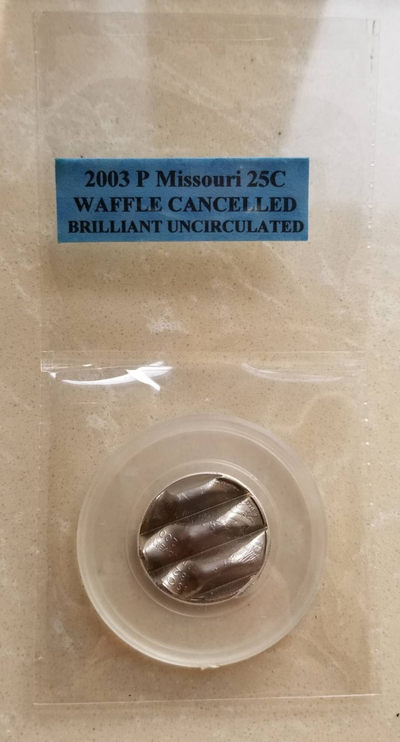 2003 P Missouri 25C
WAFFLE CANCELLED
BRILLIANT UNCIRCULATED